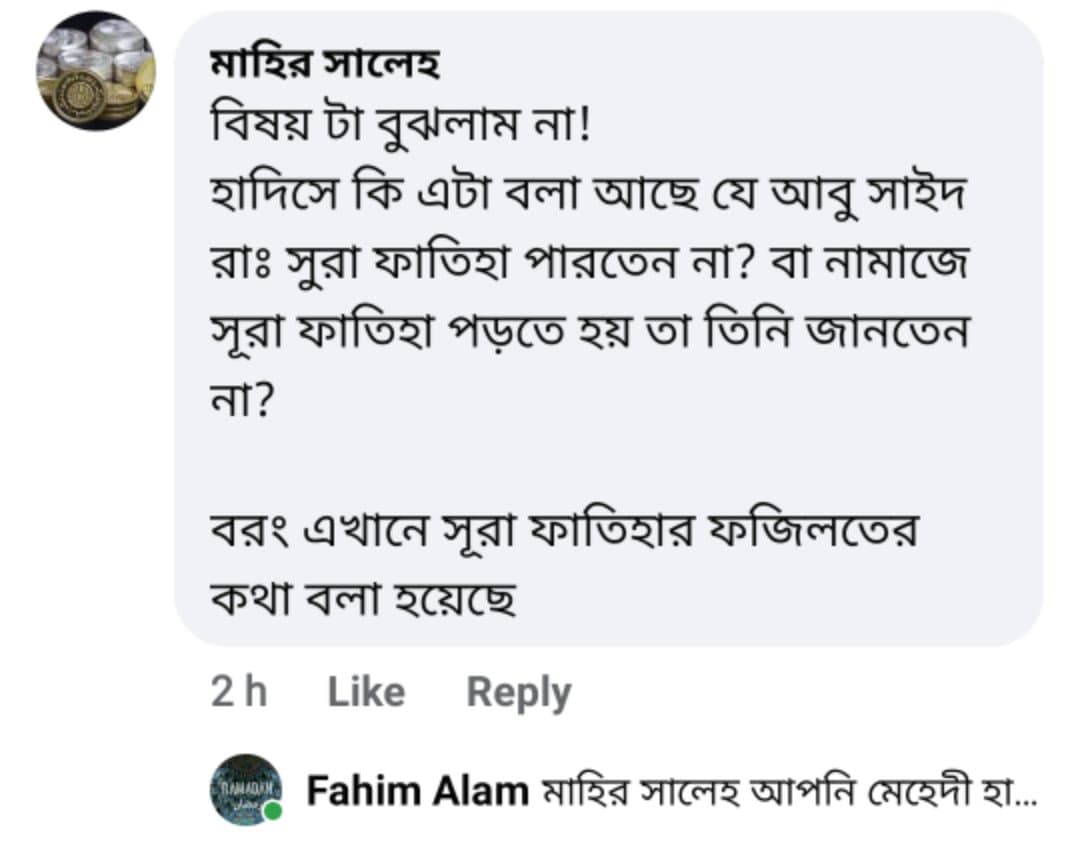 মাহির সালেহ
বিষয় টা বুঝলাম না!
হাদিসে কি এটা বলা আছে যে আবু সাইদ
রাঃ সুরা ফাতিহা পারতেন না? বা নামাজে
সূরা ফাতিহা পড়তে হয় তা তিনি জানতেন
না?
বরং এখানে সূরা ফাতিহার ফজিলতের
কথা বলা হয়েছে
2 h Like Reply
RAMADAN
Fahim Alam মাহির সালেহ আপনি মেহেদী হা...